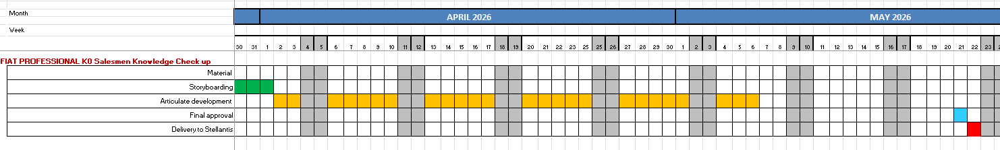 Month
APRIL 2026 MAY 2026
Week
30 31 1 2 3 4 5 6 7 8 9 10 11 12 13 14 15 16 17 18 19 20 21 22 23 24 25 26 27 28 29 30 1 2 3 4 5 6 7 8 9 10 11 12 13 14 15 16 17 18 19 20 21 22 23
FIAT PROFESSIONAL K0 Salesmen Knowledge Check up
Material
Storyboarding
Articulate development
Final approval
Delivery to Stellantis